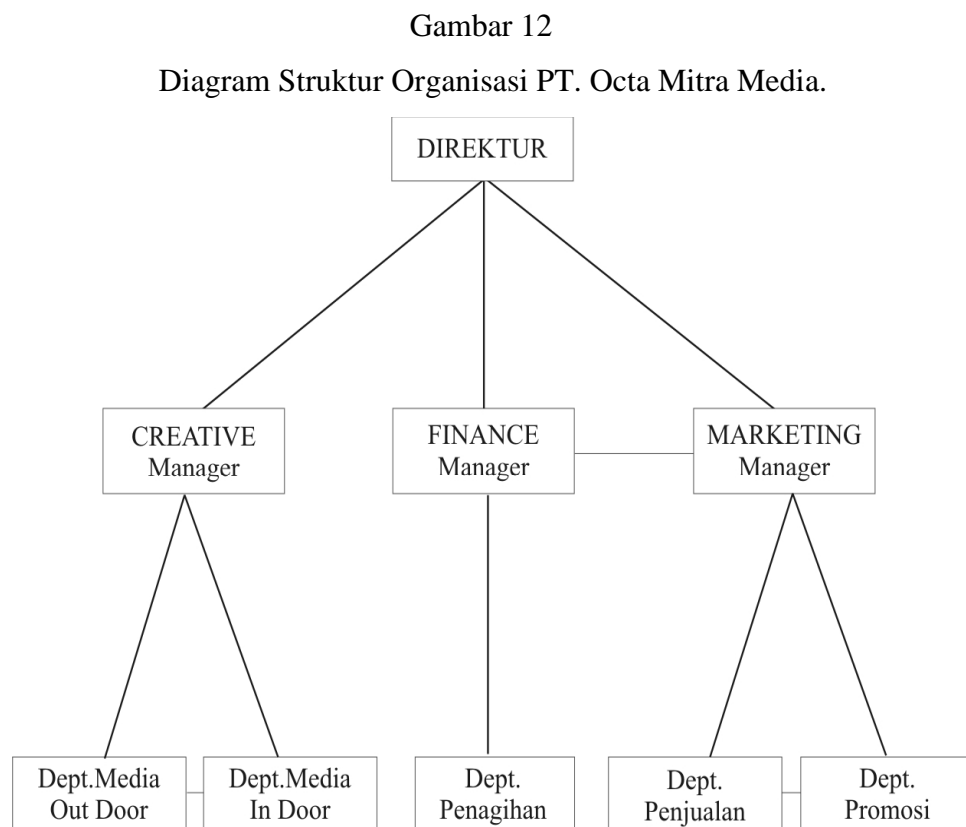 Gambar 12
Diagram Struktur Organisasi PT. Octa Mitra Media.
DIREKTUR
CREATIVE
Manager
FINANCE
Manager
MARKETING
Manager
Dept.Media
Out Door
Dept.Media
In Door
Dept.
Penagihan
Dept.
Penjualan
Dept.
Promosi